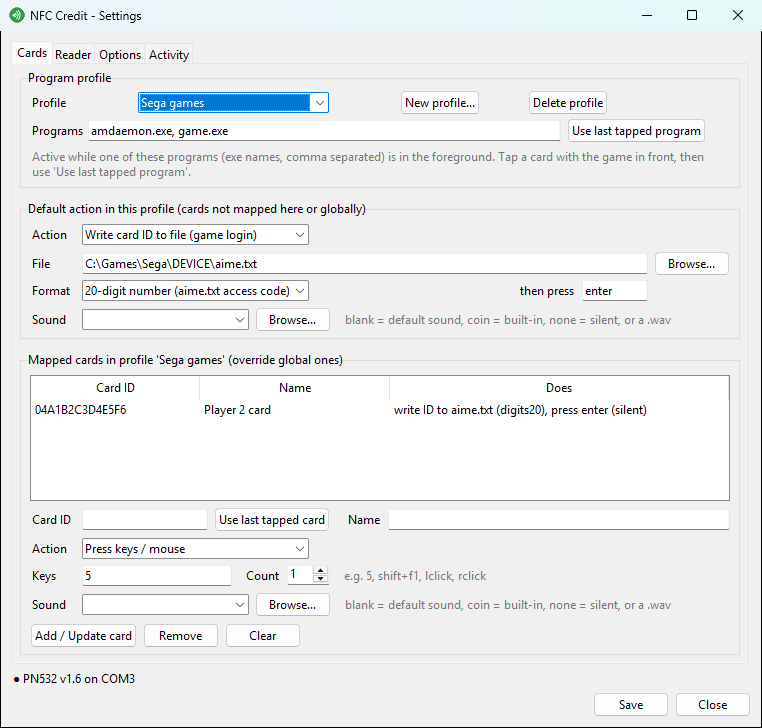 NFC Credit - Settings
Cards Reader Options Activity
Program profile
Profile Sega games New profile... Delete profile
Programs amdaemon.exe, game.exe Use last tapped program
Active while one of these programs (exe names, comma separated) is in the foreground. Tap a card with the game in front, then
use 'Use last tapped program'.
Default action in this profile (cards not mapped here or globally)
Action Write card ID to file (game login)
File C:\Games\Sega\DEVICE\aime.txt Browse...
Format 20-digit number (aime.txt access code) then press enter
Sound Browse... blank = default sound, coin = built-in, none = silent, or a .wav
Mapped cards in profile 'Sega games' (override global ones)
Card ID Name Does
04A1B2C3D4E5F6 Player 2 card write ID to aime.txt (digits20), press enter (silent)
Card ID Use last tapped card Name
Action Press keys / mouse
Keys 5 Count 1 e.g. 5, shift+f1, lclick, rclick
Sound Browse... blank = default sound, coin = built-in, none = silent, or a .wav
Add / Update card Remove Clear
● PN532 v1.6 on COM3
Save Close